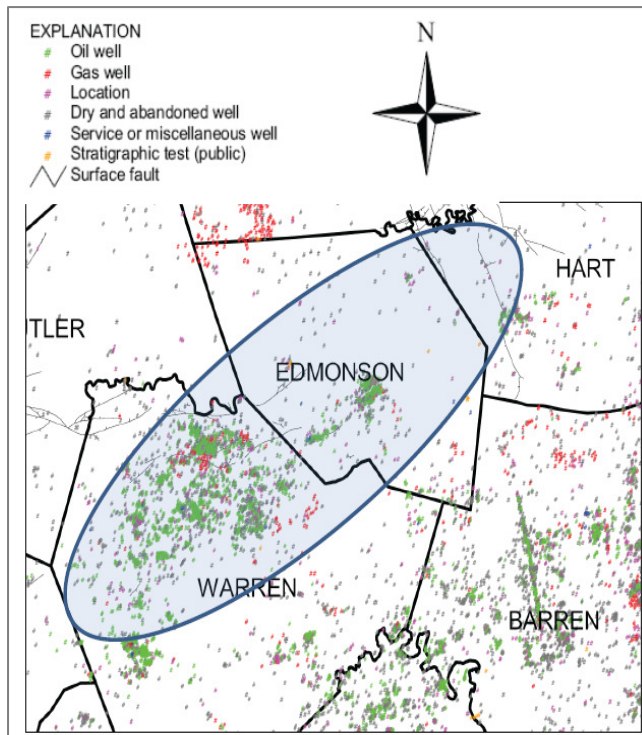 EXPLANATION
# Oil well
# Gas well
# Location
# Dry and abandoned well
# Service or miscellaneous well
# Stratigraphic test (public)
Surface fault
N
HART
UTLER
EDMONSON
WARREN
BARREN